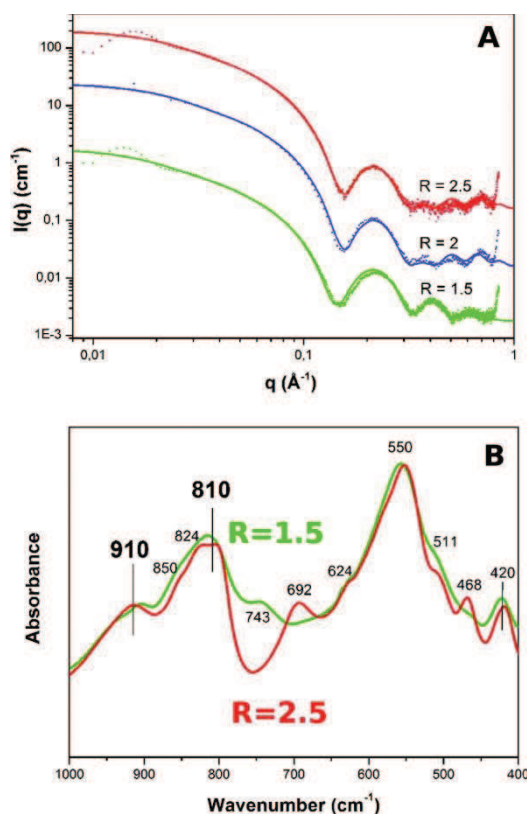 A
100
10
1
0,1
0,01
1E-3
I(q) (cm⁻¹)
R = 2.5
R = 2
R = 1.5
0,01 0,1 1
q (Å⁻¹)
B
550
810
910
824
850
R=1.5
511
624
692
468
420
743
R=2.5
Absorbance
1000 900 800 700 600 500 400
Wavenumber (cm⁻¹)